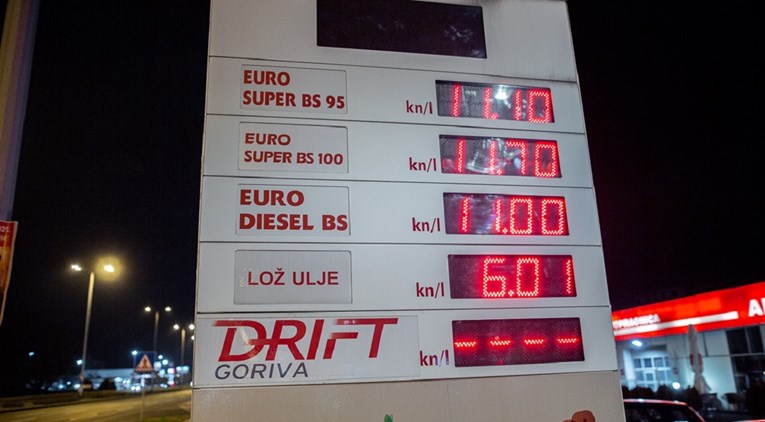 EURO
SUPER BS 95
kn/l 11.10
EURO
SUPER BS 100
kn/l 11.70
EURO
DIESEL BS
kn/l 11.00
LOŽ ULJE
kn/l 6.01
DRIFT
GORIVA
kn/l ----